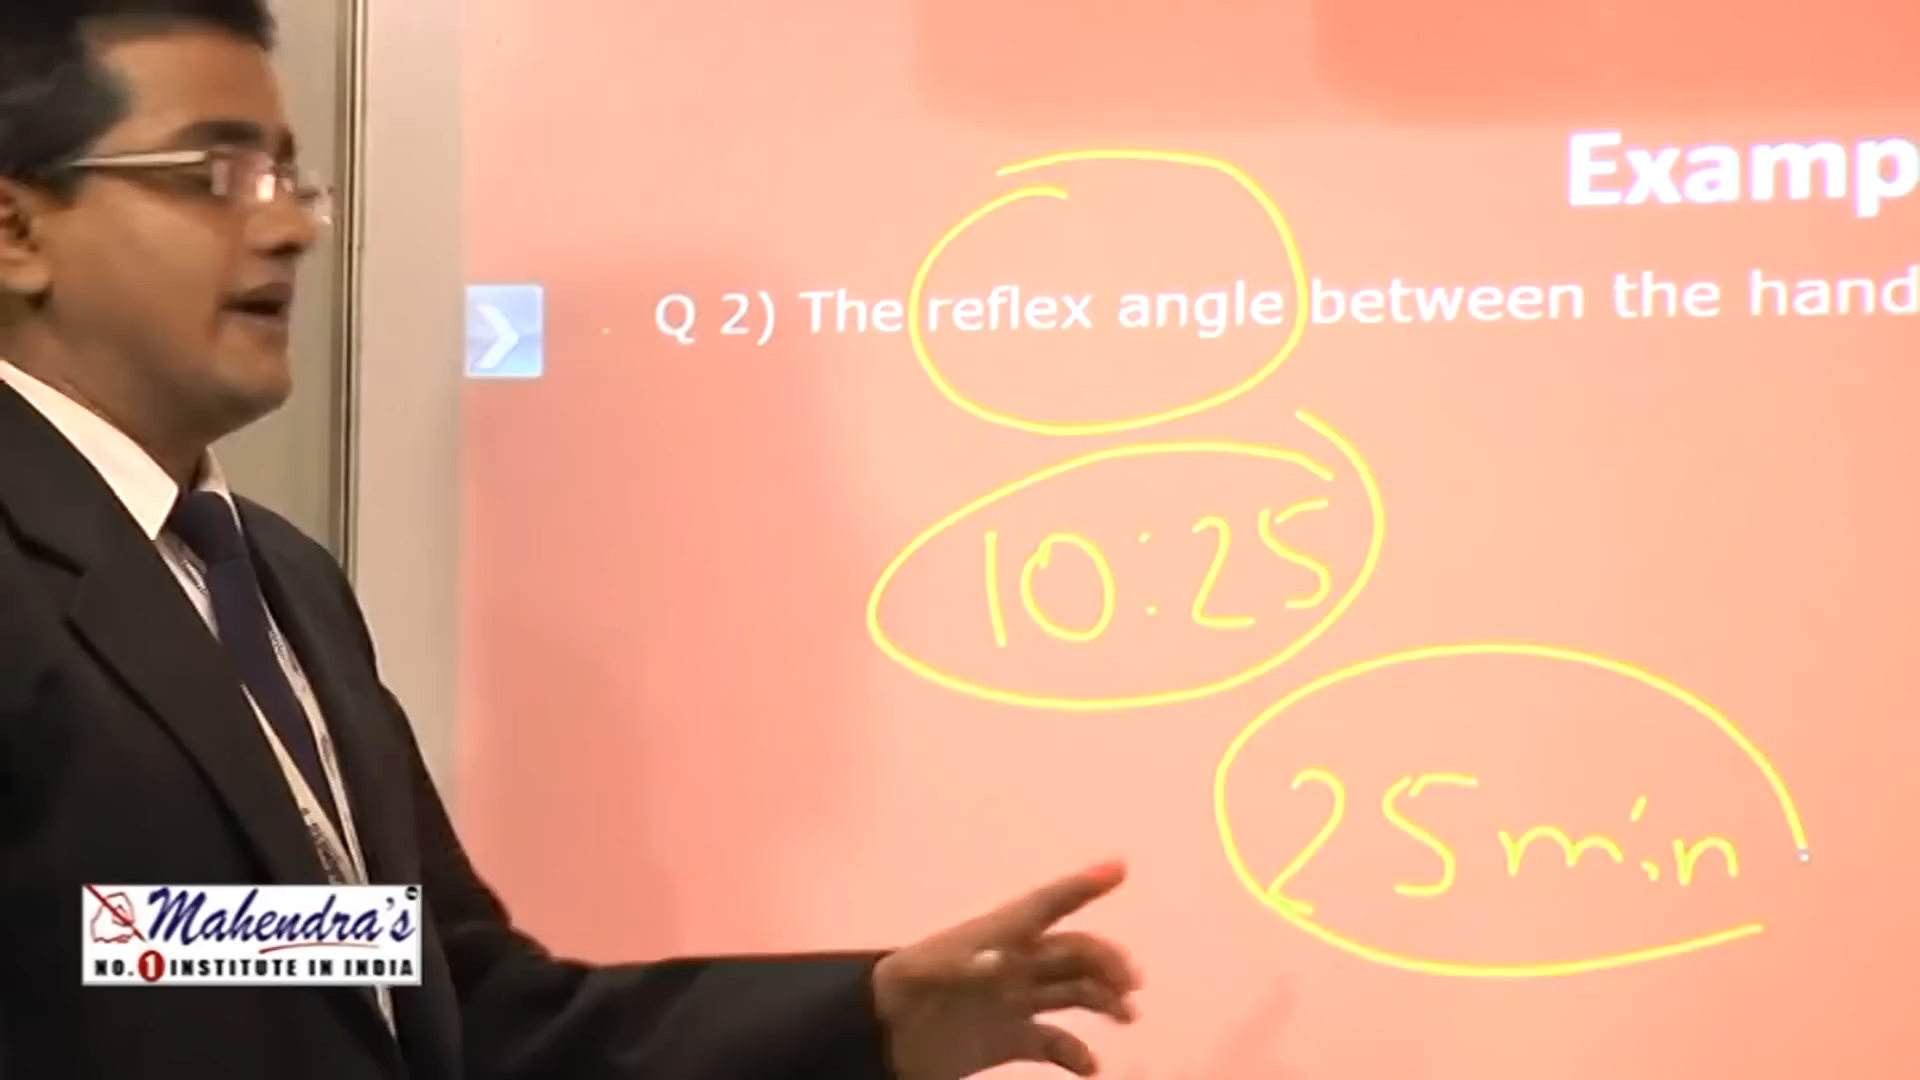 Examp
Q 2) The reflex angle between the hand
10:25
25 min
Mahendra's
NO. 1 INSTITUTE IN INDIA